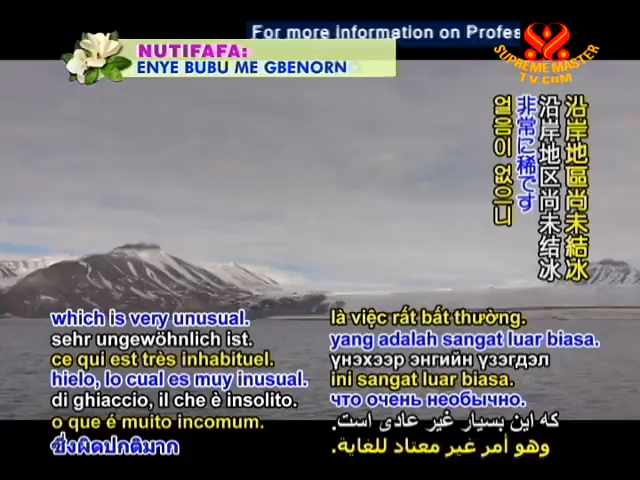 For more information on Profes
SUPREME MASTER
TV.COM
NUTIFAFA:
ENYE BUBU ME GBENORN
沿岸地區尚未結冰
沿岸地区尚未结冰
非常に稀です
얼음이 없으니
which is very unusual.
sehr ungewöhnlich ist.
ce qui est très inhabituel.
hielo, lo cual es muy inusual.
di ghiaccio, il che è insolito.
o que é muito incomum.
ซึ่งผิดปกติมาก
là việc rát bát thường.
yang adalah sangat luar biasa.
үнэхээр энгийн үзэгдэл
ini sangat luar biasa.
что очень необычно.
که این بسیار غیر عادی است.
وهو أمر غير معتاد للغاية.